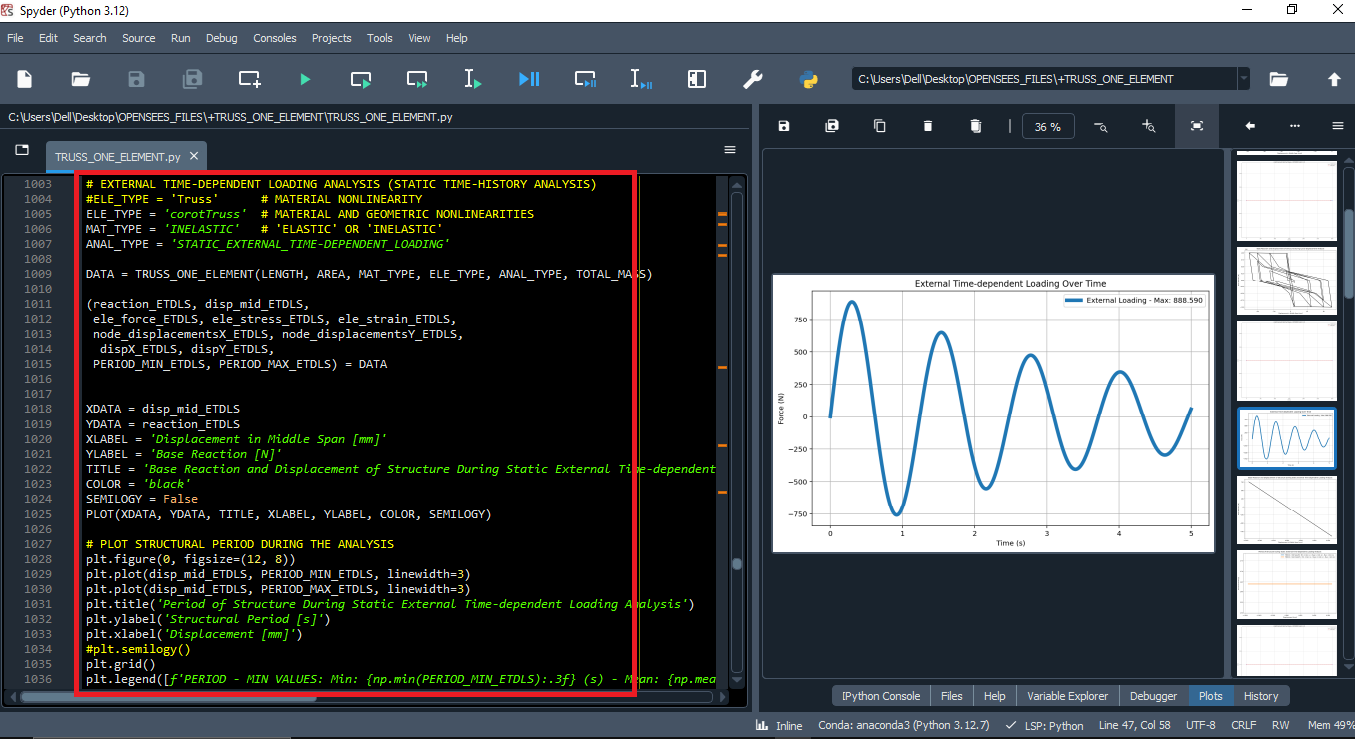 Spyder (Python 3.12)
File Edit Search Source Run Debug Consoles Projects Tools View Help
C:\Users\Dell\Desktop\OPENSEES_FILES\+TRUSS_ONE_ELEMENT
C:\Users\Dell\Desktop\OPENSEES_FILES\+TRUSS_ONE_ELEMENT\TRUSS_ONE_ELEMENT.py
TRUSS_ONE_ELEMENT.py
1003 # EXTERNAL TIME-DEPENDENT LOADING ANALYSIS (STATIC TIME-HISTORY ANALYSIS)
1004 #ELE_TYPE = 'Truss' # MATERIAL NONLINEARITY
1005 ELE_TYPE = 'corotTruss' # MATERIAL AND GEOMETRIC NONLINEARITIES
1006 MAT_TYPE = 'INELASTIC' # 'ELASTIC' OR 'INELASTIC'
1007 ANAL_TYPE = 'STATIC_EXTERNAL_TIME-DEPENDENT_LOADING'
1008
1009 DATA = TRUSS_ONE_ELEMENT(LENGTH, AREA, MAT_TYPE, ELE_TYPE, ANAL_TYPE, TOTAL_MASS)
1010
1011 (reaction_ETDLS, disp_mid_ETDLS,
1012 ele_force_ETDLS, ele_stress_ETDLS, ele_strain_ETDLS,
1013 node_displacementsX_ETDLS, node_displacementsY_ETDLS,
1014 dispX_ETDLS, dispY_ETDLS,
1015 PERIOD_MIN_ETDLS, PERIOD_MAX_ETDLS) = DATA
1016
1017
1018 XDATA = disp_mid_ETDLS
1019 YDATA = reaction_ETDLS
1020 XLABEL = 'Displacement in Middle Span [mm]'
1021 YLABEL = 'Base Reaction [N]'
1022 TITLE = 'Base Reaction and Displacement of Structure During Static External Time-dependent
1023 COLOR = 'black'
1024 SEMILOGY = False
1025 PLOT(XDATA, YDATA, TITLE, XLABEL, YLABEL, COLOR, SEMILOGY)
1026
1027 # PLOT STRUCTURAL PERIOD DURING THE ANALYSIS
1028 plt.figure(0, figsize=(12, 8))
1029 plt.plot(disp_mid_ETDLS, PERIOD_MIN_ETDLS, linewidth=3)
1030 plt.plot(disp_mid_ETDLS, PERIOD_MAX_ETDLS, linewidth=3)
1031 plt.title('Period of Structure During Static External Time-dependent Loading Analysis')
1032 plt.ylabel('Structural Period [s]')
1033 plt.xlabel('Displacement [mm]')
1034 #plt.semilogy()
1035 plt.grid()
1036 plt.legend([f'PERIOD - MIN VALUES: Min: {np.min(PERIOD_MIN_ETDLS):.3f} (s) - Mean: {np.mea
36 %
External Time-dependent Loading Over Time
External Loading - Max: 888.590
Force (N)
750
500
250
0
−250
−500
−750
0 1 2 3 4 5
Time (s)
IPython Console Files Help Variable Explorer Debugger Plots History
Inline Conda: anaconda3 (Python 3.12.7) LSP: Python Line 47, Col 58 UTF-8 CRLF RW Mem 49%